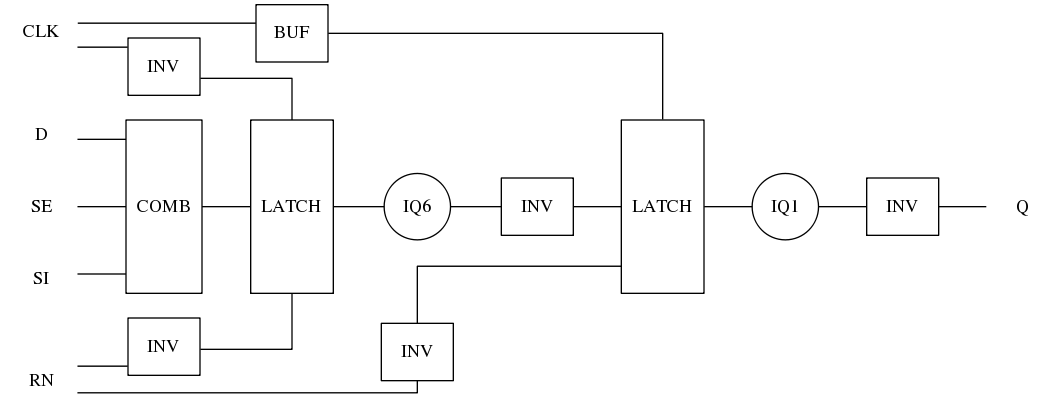 CLK
BUF
INV
D
SE
COMB
LATCH
IQ6
INV
LATCH
IQ1
INV
Q
SI
INV
INV
RN